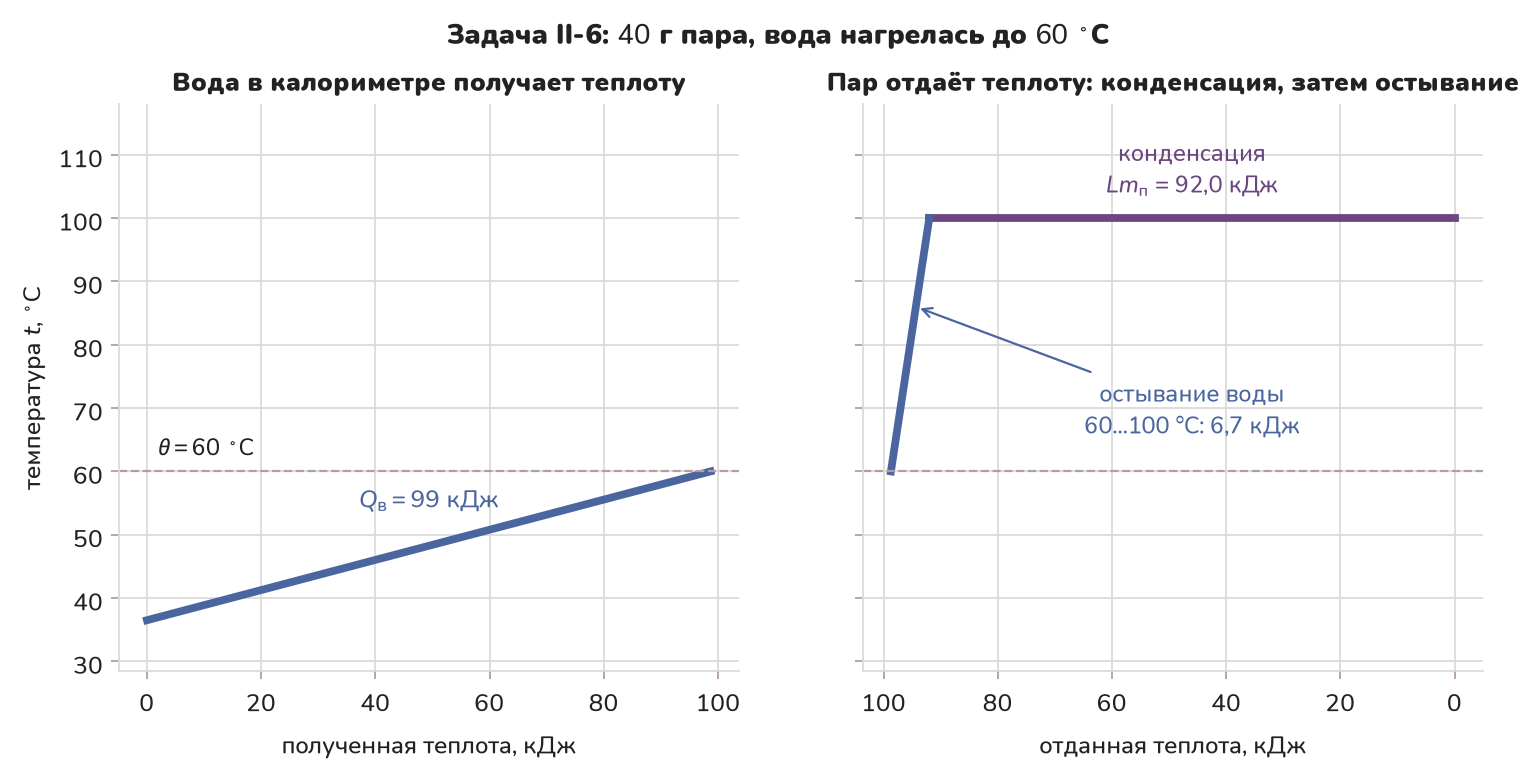 Задача II-6: 40 г пара, вода нагрелась до 60 °C
Вода в калориметре получает теплоту
температура t, °C
110
100
90
80
70
60
50
40
30
θ = 60 °C
Qв = 99 кДж
0 20 40 60 80 100
полученная теплота, кДж
Пар отдаёт теплоту: конденсация, затем остывание
конденсация
Lmп = 92,0 кДж
остывание воды
60...100 °C: 6,7 кДж
100 80 60 40 20 0
отданная теплота, кДж